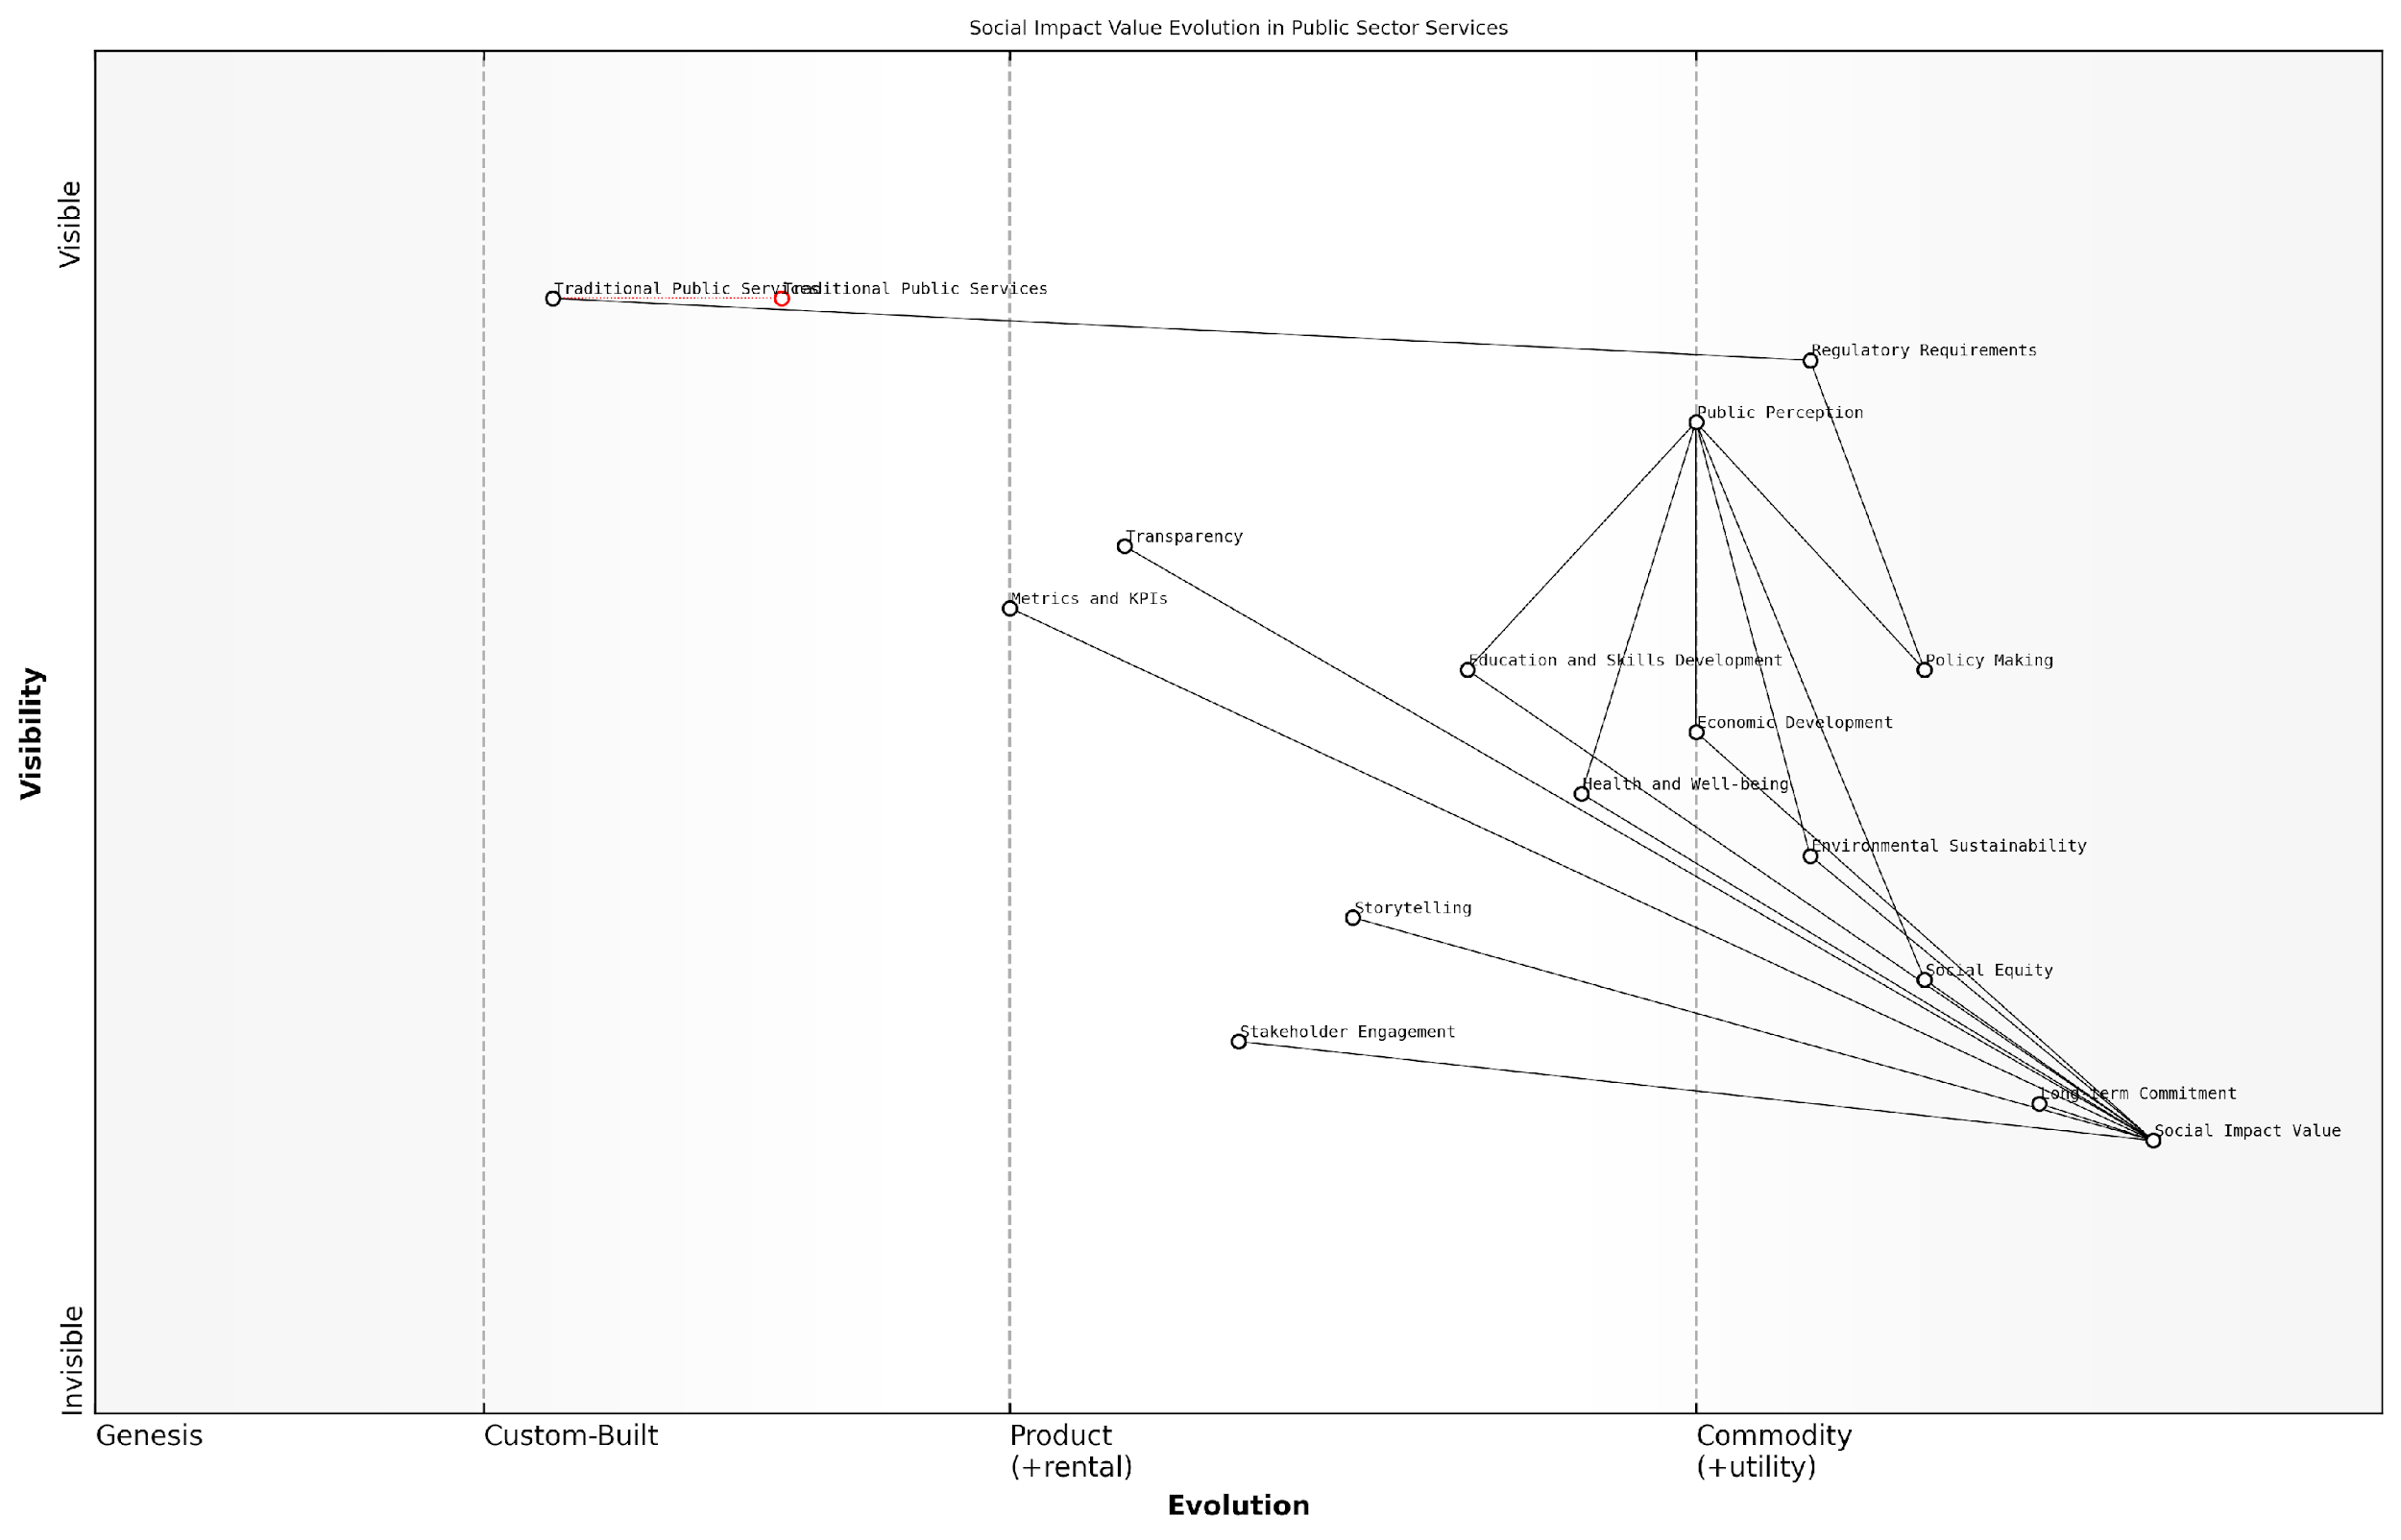 Social Impact Value Evolution in Public Sector Services
Visible
Traditional Public Services
Traditional Public Services
Regulatory Requirements
Public Perception
Transparency
Metrics and KPIs
Education and Skills Development
Policy Making
Economic Development
Health and Well-being
Environmental Sustainability
Storytelling
Social Equity
Stakeholder Engagement
Long-term Commitment
Social Impact Value
Visibility
Invisible
Genesis
Custom-Built
Product
(+rental)
Commodity
(+utility)
Evolution